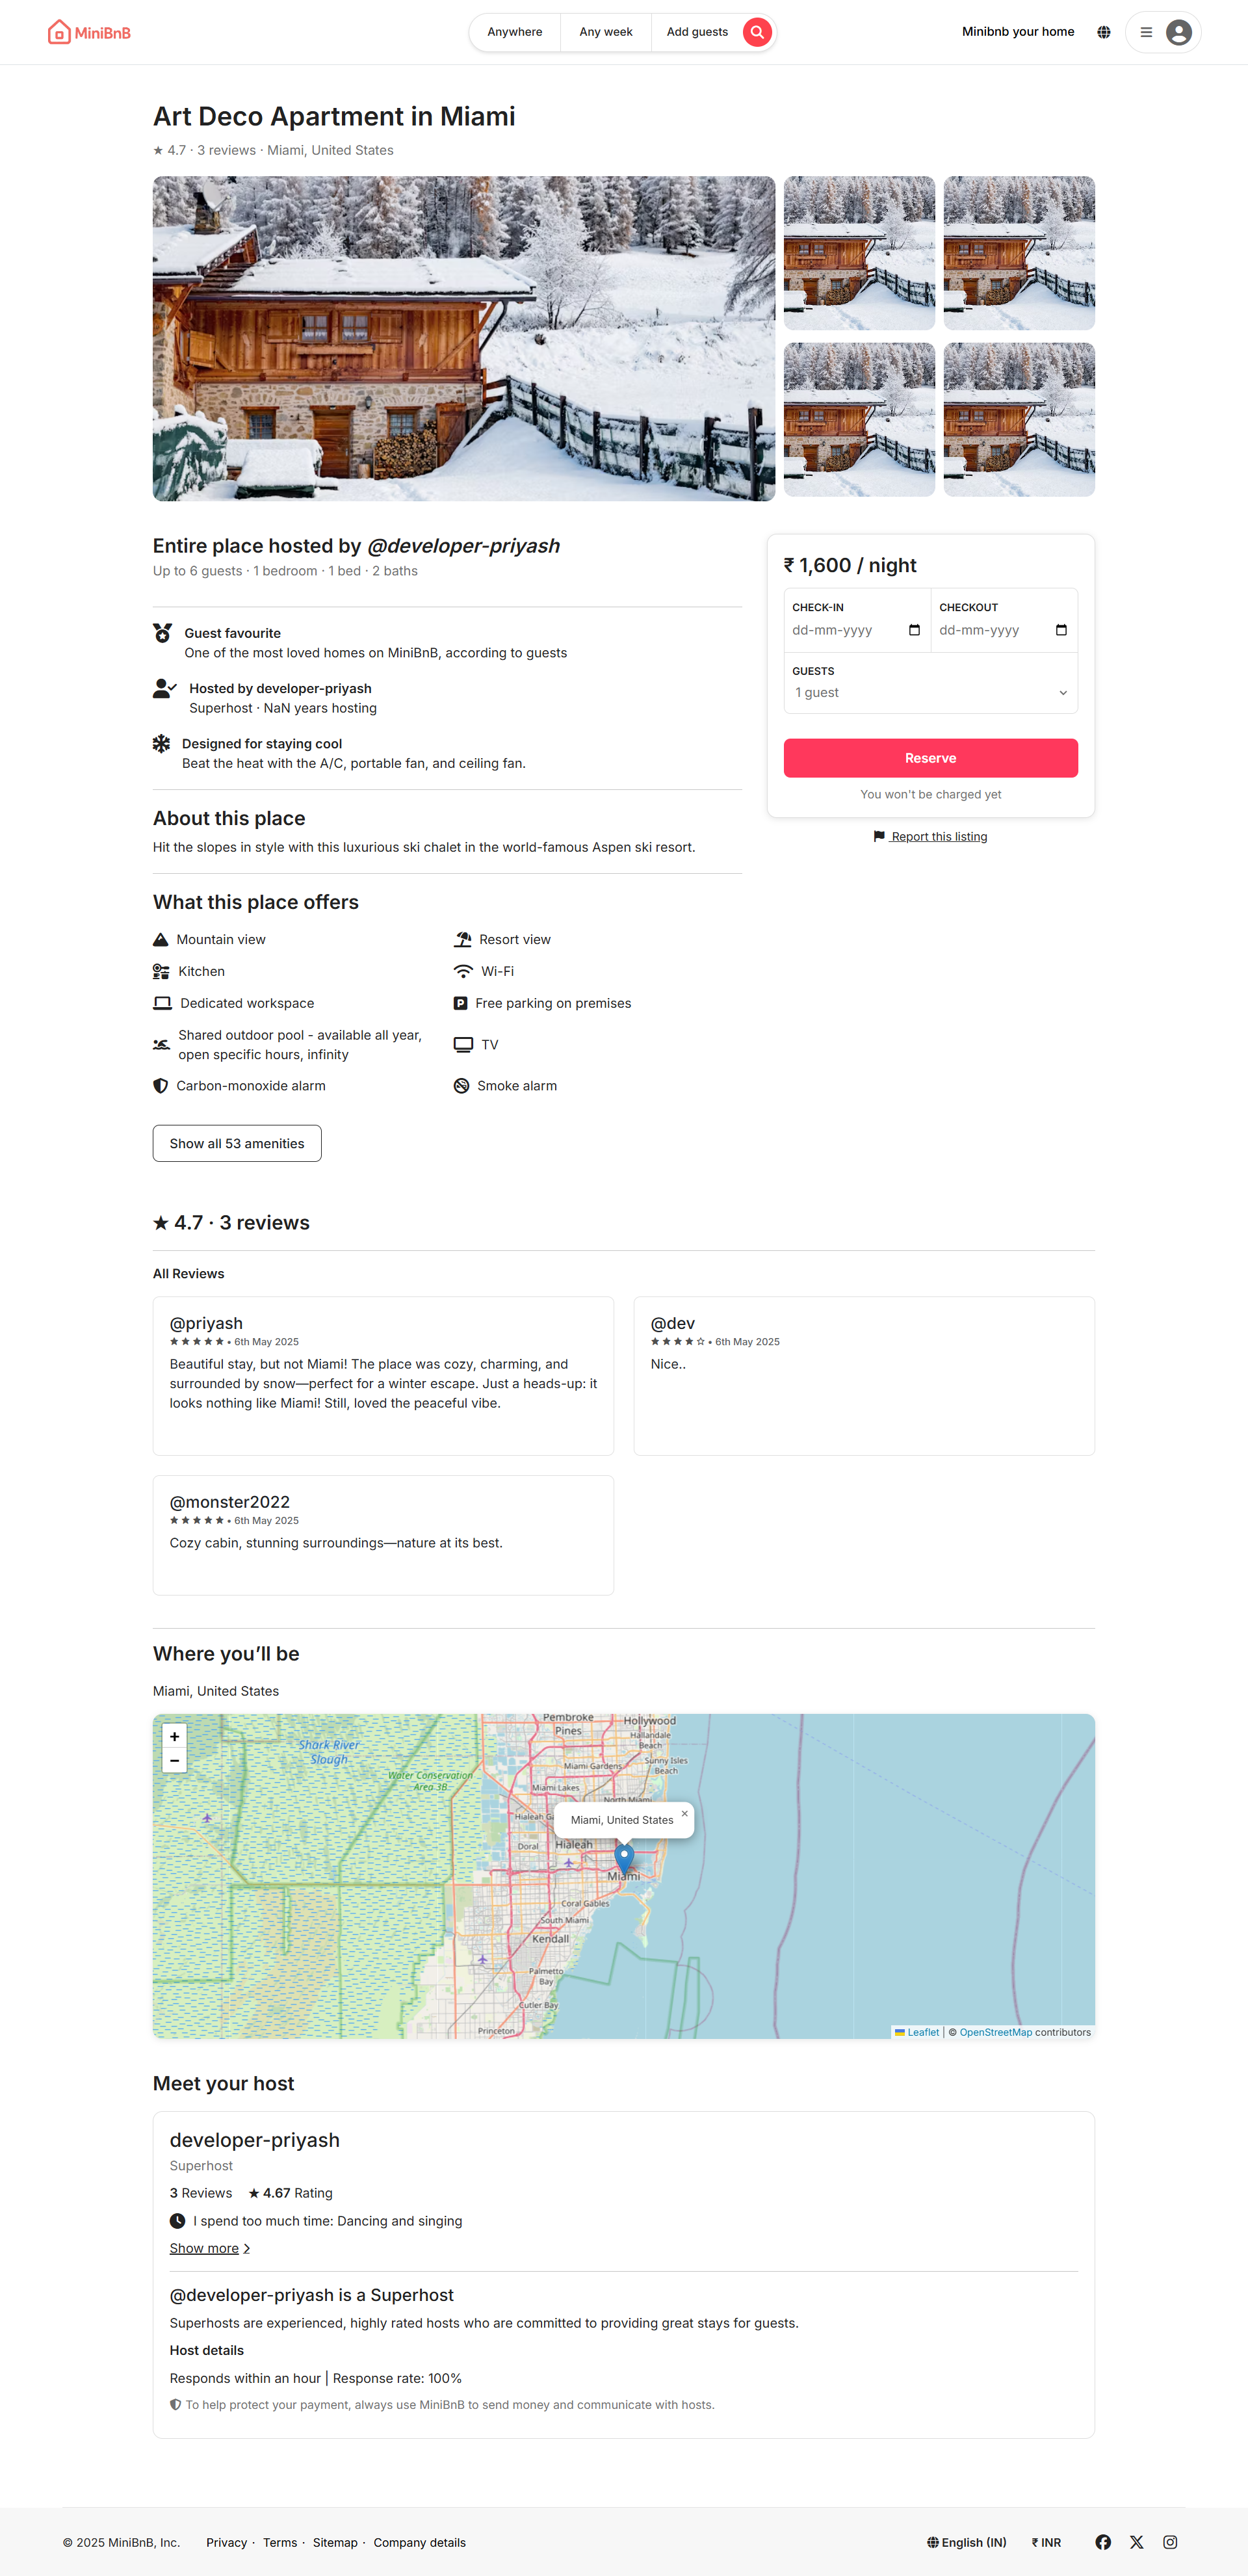 MiniBnB
Anywhere
Any week
Add guests
Minibnb your home
Art Deco Apartment in Miami
★ 4.7 · 3 reviews · Miami, United States
Entire place hosted by @developer-priyash
Up to 6 guests · 1 bedroom · 1 bed · 2 baths
Guest favourite
One of the most loved homes on MiniBnB, according to guests
Hosted by developer-priyash
Superhost · NaN years hosting
Designed for staying cool
Beat the heat with the A/C, portable fan, and ceiling fan.
₹ 1,600 / night
CHECK-IN
dd-mm-yyyy
CHECKOUT
dd-mm-yyyy
GUESTS
1 guest
Reserve
You won't be charged yet
Report this listing
About this place
Hit the slopes in style with this luxurious ski chalet in the world-famous Aspen ski resort.
What this place offers
Mountain view
Resort view
Kitchen
Wi-Fi
Dedicated workspace
Free parking on premises
Shared outdoor pool - available all year,
open specific hours, infinity
TV
Carbon-monoxide alarm
Smoke alarm
Show all 53 amenities
★ 4.7 · 3 reviews
All Reviews
@priyash
★★★★★ • 6th May 2025
Beautiful stay, but not Miami! The place was cozy, charming, and
surrounded by snow—perfect for a winter escape. Just a heads-up: it
looks nothing like Miami! Still, loved the peaceful vibe.
@dev
★★★★☆ • 6th May 2025
Nice..
@monster2022
★★★★★ • 6th May 2025
Cozy cabin, stunning surroundings—nature at its best.
Where you’ll be
Miami, United States
+
−
Shark River
Slough
Water Conservation
Area 3B
Pembroke
Pines
Hollywood
Hallandale
Beach
Sunny Isles
Beach
Miami Gardens
Miami Lakes
North Miami
Hialeah Ga
Miami, United States
×
Doral
Hialeah
Miami
Coral Gables
South Miami
Kendall
Palmetto
Bay
Cutler Bay
Princeton
Leaflet | © OpenStreetMap contributors
Meet your host
developer-priyash
Superhost
3 Reviews ★ 4.67 Rating
I spend too much time: Dancing and singing
Show more
@developer-priyash is a Superhost
Superhosts are experienced, highly rated hosts who are committed to providing great stays for guests.
Host details
Responds within an hour | Response rate: 100%
To help protect your payment, always use MiniBnB to send money and communicate with hosts.
© 2025 MiniBnB, Inc.
Privacy · Terms · Sitemap · Company details
English (IN)
₹ INR